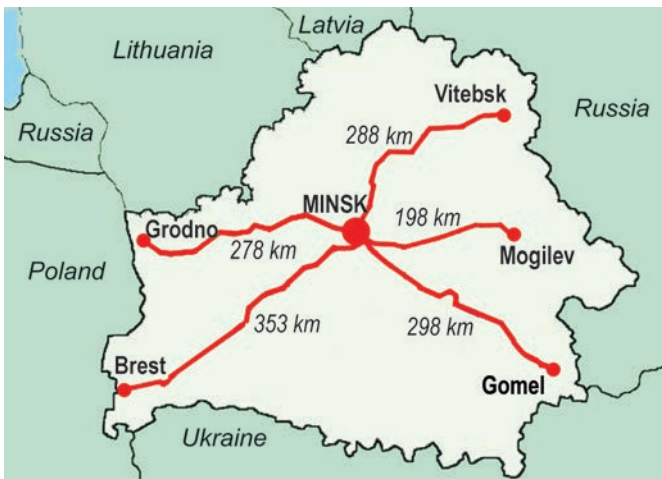 Latvia
Lithuania
Vitebsk
Russia
Russia
288 km
MINSK
198 km
Grodno
Mogilev
278 km
Poland
353 km
298 km
Brest
Gomel
Ukraine